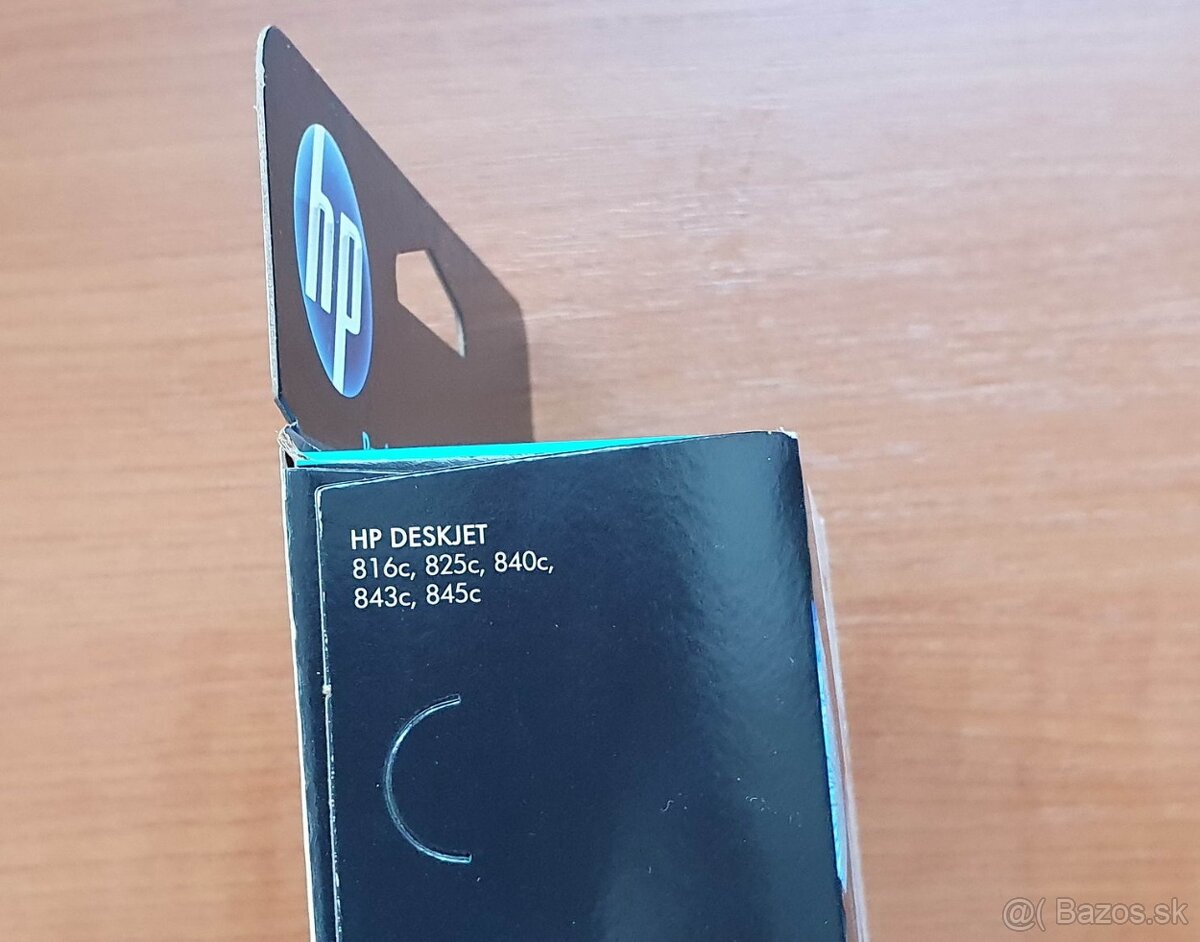 hp
HP DESKJET
816c, 825c, 840c,
843c, 845c
@( Bazos.sk